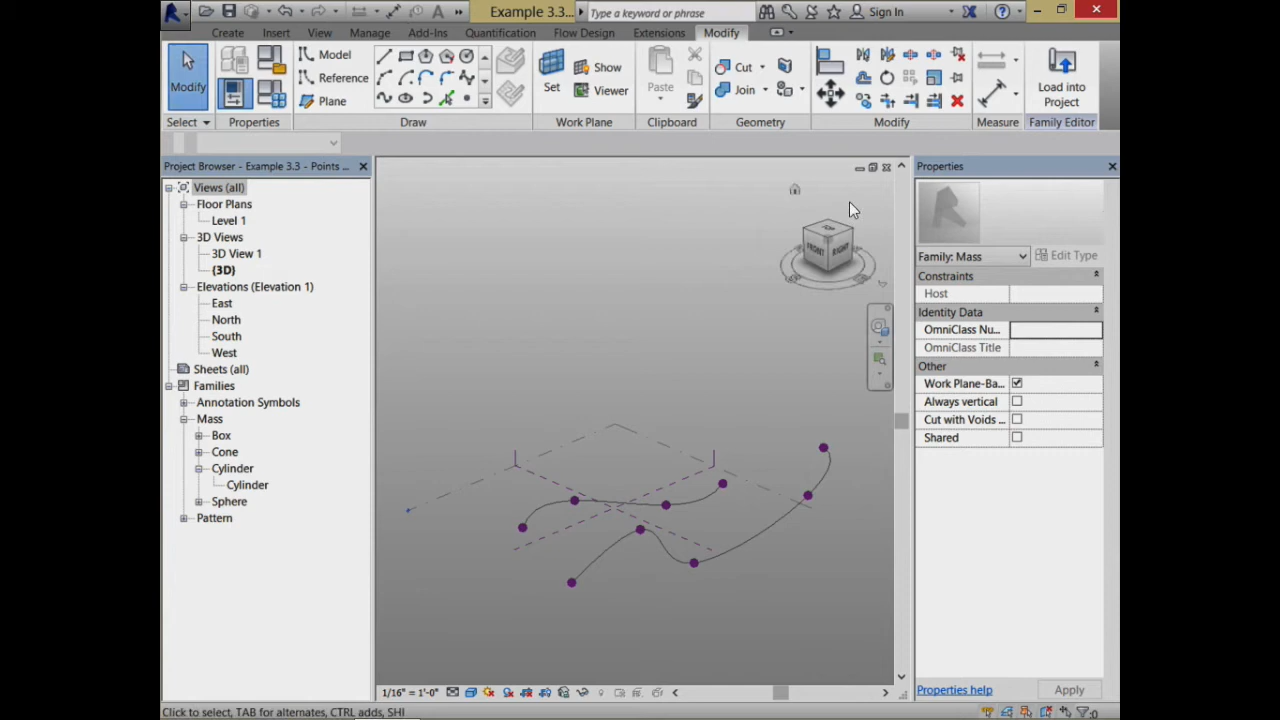 Example 3.3...
Type a keyword or phrase
Sign In
Create
Insert
View
Manage
Add-Ins
Quantification
Flow Design
Extensions
Modify
Modify
Model
Reference
Plane
Set
Show
Viewer
Paste
Cut
Join
Load into
Project
Select
Properties
Draw
Work Plane
Clipboard
Geometry
Modify
Measure
Family Editor
Project Browser - Example 3.3 - Points ...
Views (all)
Floor Plans
Level 1
3D Views
3D View 1
{3D}
Elevations (Elevation 1)
East
North
South
West
Sheets (all)
Families
Annotation Symbols
Mass
Box
Cone
Cylinder
Cylinder
Sphere
Pattern
TOP
FRONT
RIGHT
Properties
Family: Mass
Edit Type
Constraints
Host
Identity Data
OmniClass Nu...
OmniClass Title
Other
Work Plane-Ba...
Always vertical
Cut with Voids ...
Shared
Properties help
Apply
1/16" = 1'-0"
Click to select, TAB for alternates, CTRL adds, SHI
:0